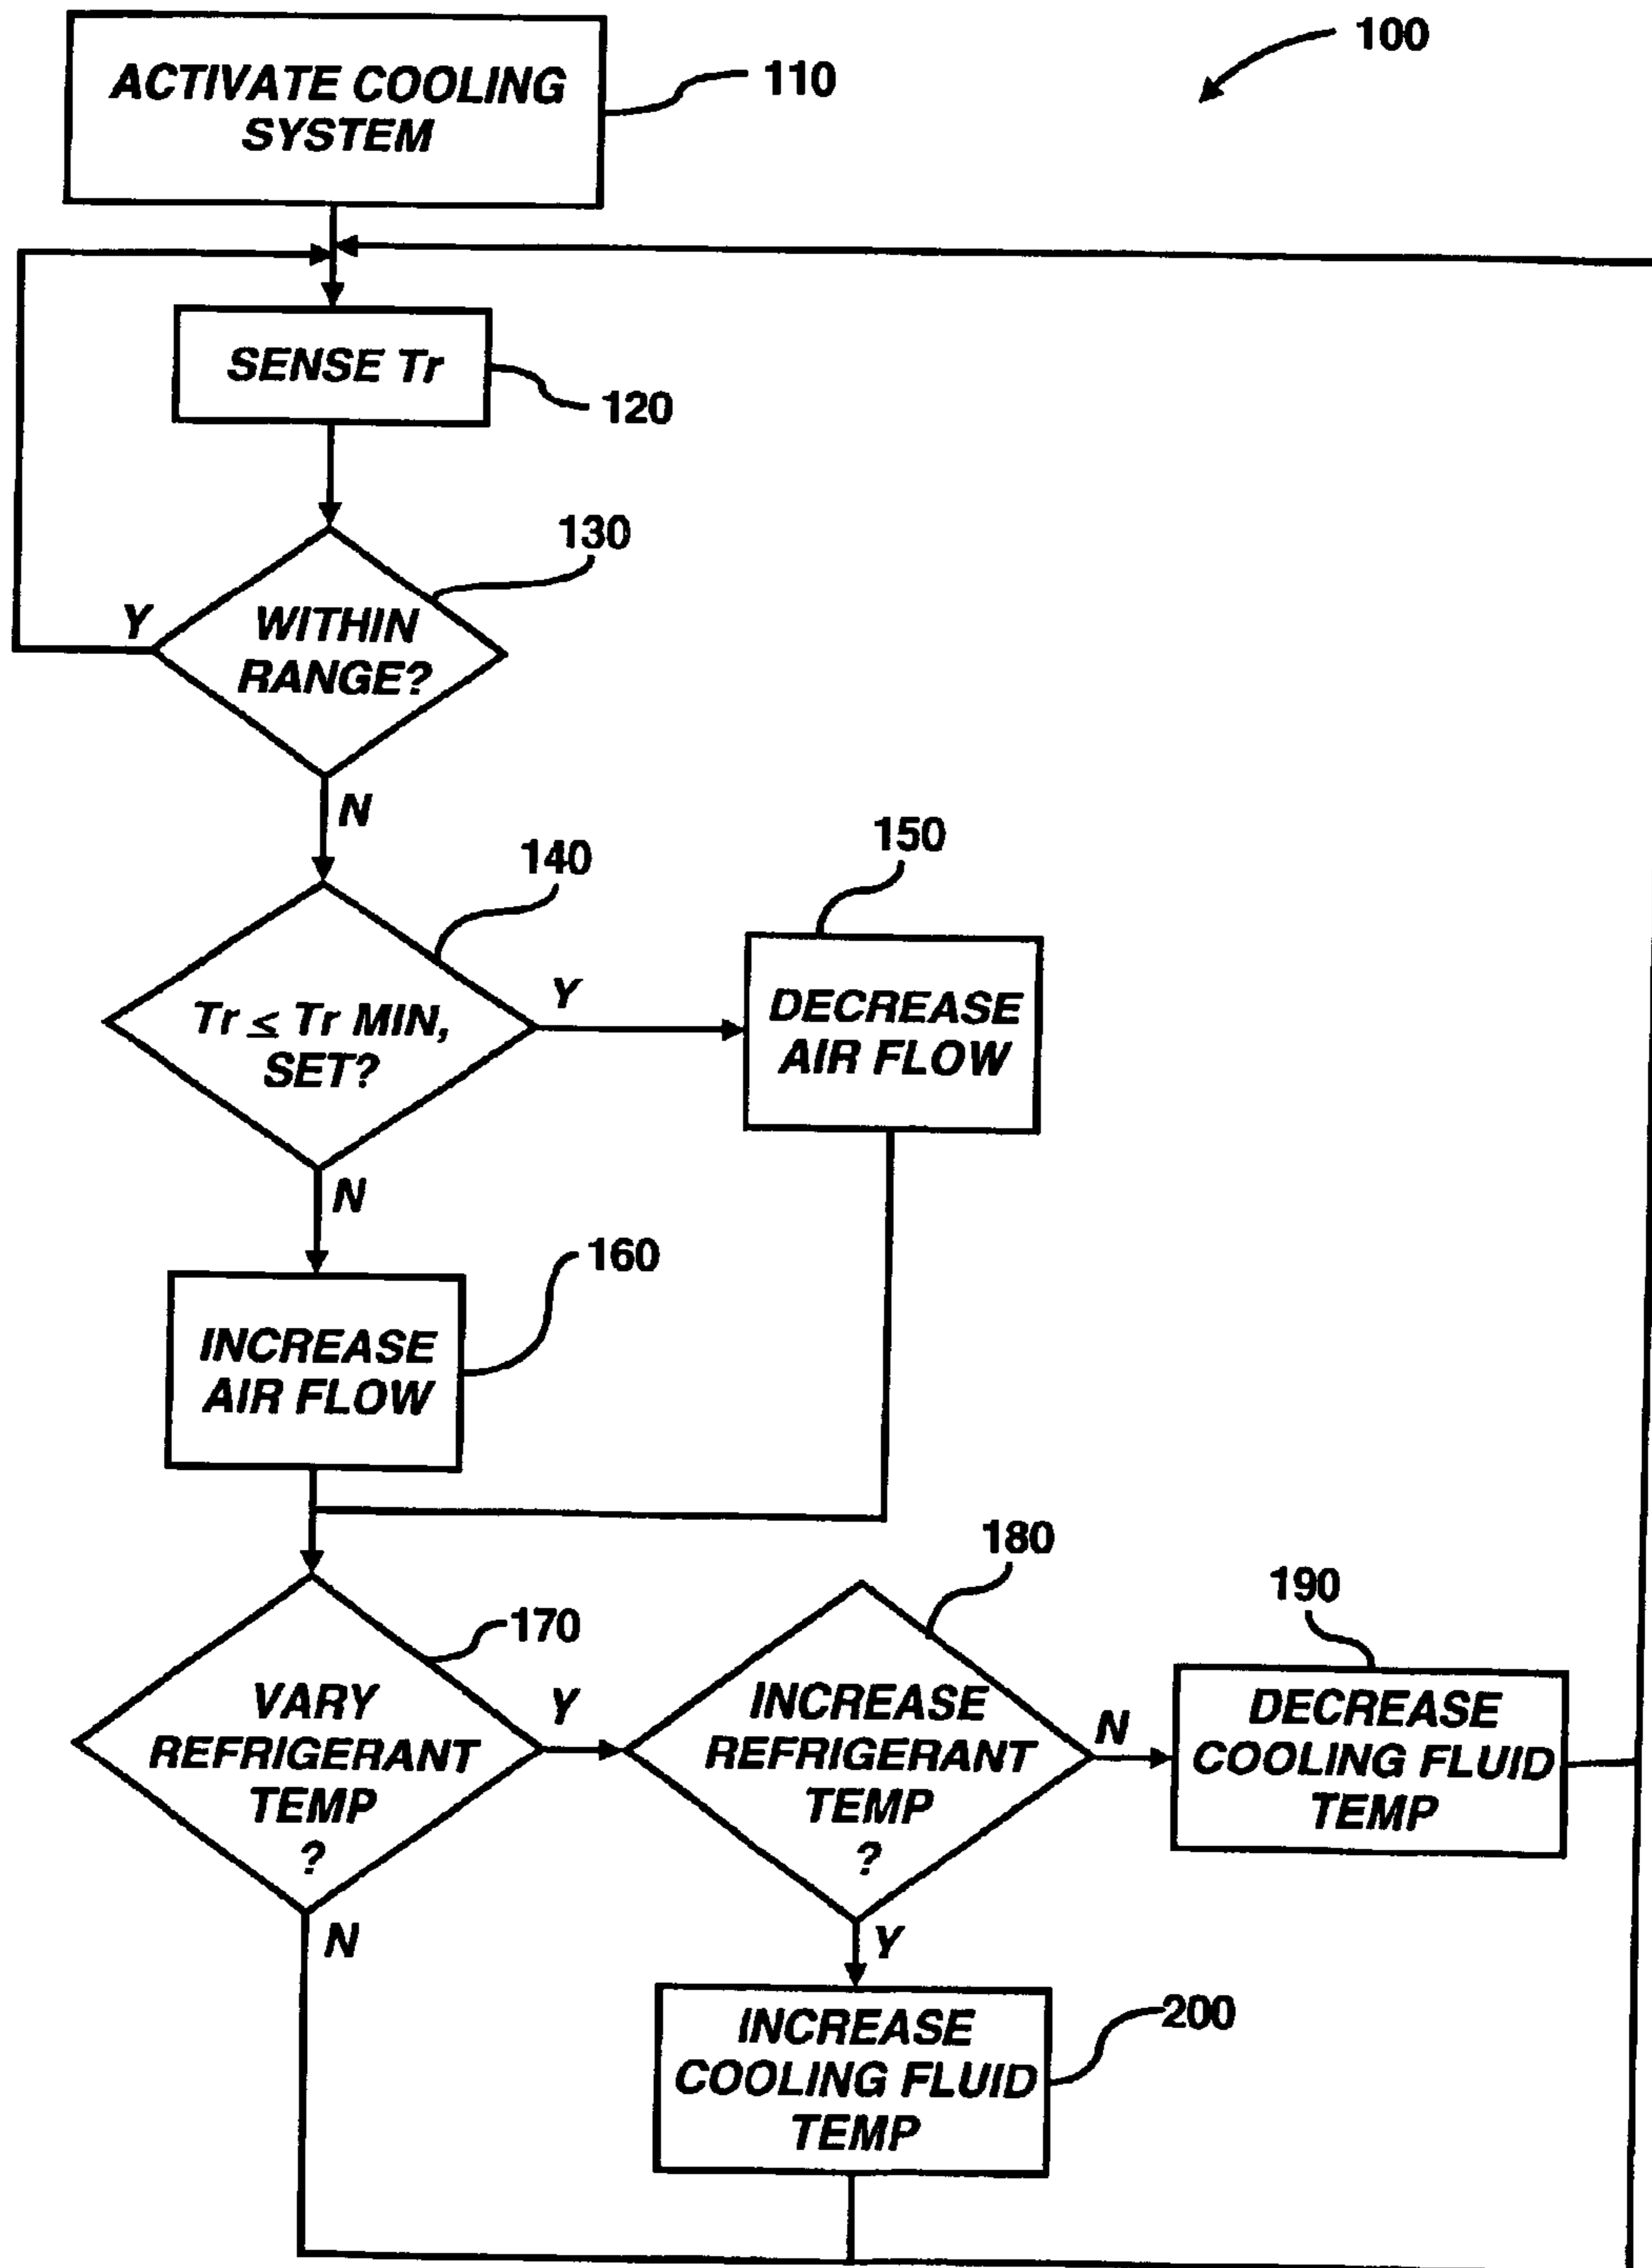 100
ACTIVATE COOLING
SYSTEM
110
SENSE Tr
120
130
WITHIN
RANGE?
Y
N
140
150
Tr ≤ Tr MIN,
SET?
Y
DECREASE
AIR FLOW
N
160
INCREASE
AIR FLOW
170
180
190
VARY
REFRIGERANT
TEMP
?
Y
INCREASE
REFRIGERANT
TEMP
?
N
DECREASE
COOLING FLUID
TEMP
N
Y
200
INCREASE
COOLING FLUID
TEMP